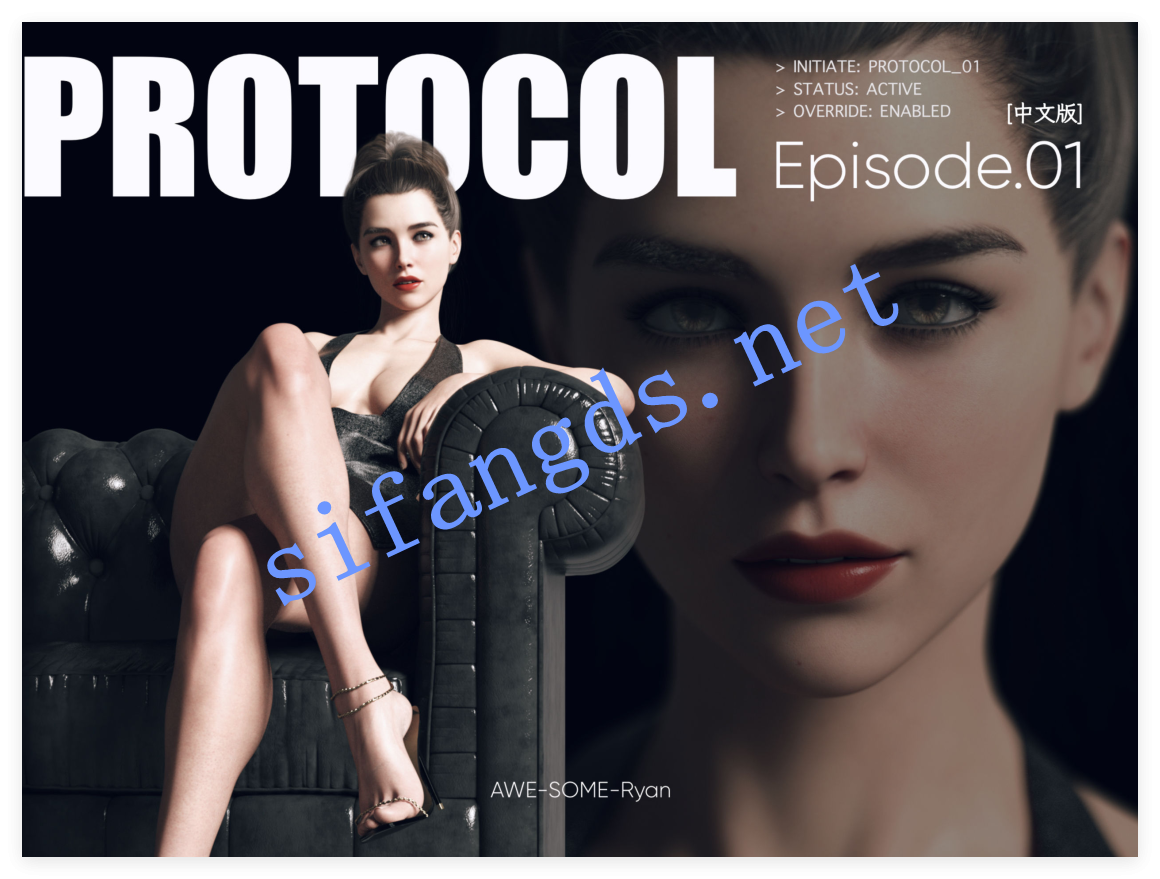 PROTOCOL
> INITIATE: PROTOCOL_01
> STATUS: ACTIVE
> OVERRIDE: ENABLED
[中文版]
Episode.01
sifangds.net
AWE-SOME-Ryan